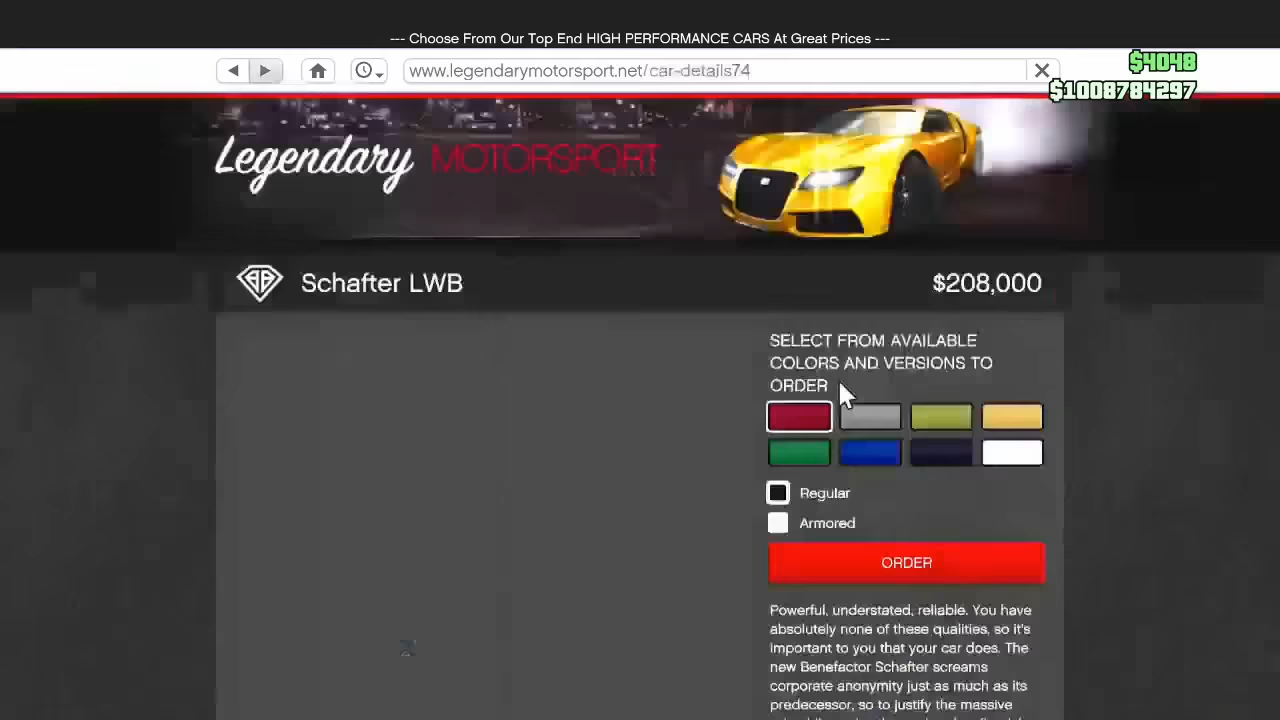 --- Choose From Our Top End HIGH PERFORMANCE CARS At Great Prices ---
www.legendarymotorsport.net/car-details74
$4048
$1008784297
Legendary MOTORSPORT
Schafter LWB
$208,000
SELECT FROM AVAILABLE
COLORS AND VERSIONS TO
ORDER
Regular
Armored
ORDER
Powerful, understated, reliable. You have
absolutely none of these qualities, so it's
important to you that your car does. The
new Benefactor Schafter screams
corporate anonymity just as much as its
predecessor, so to justify the massive